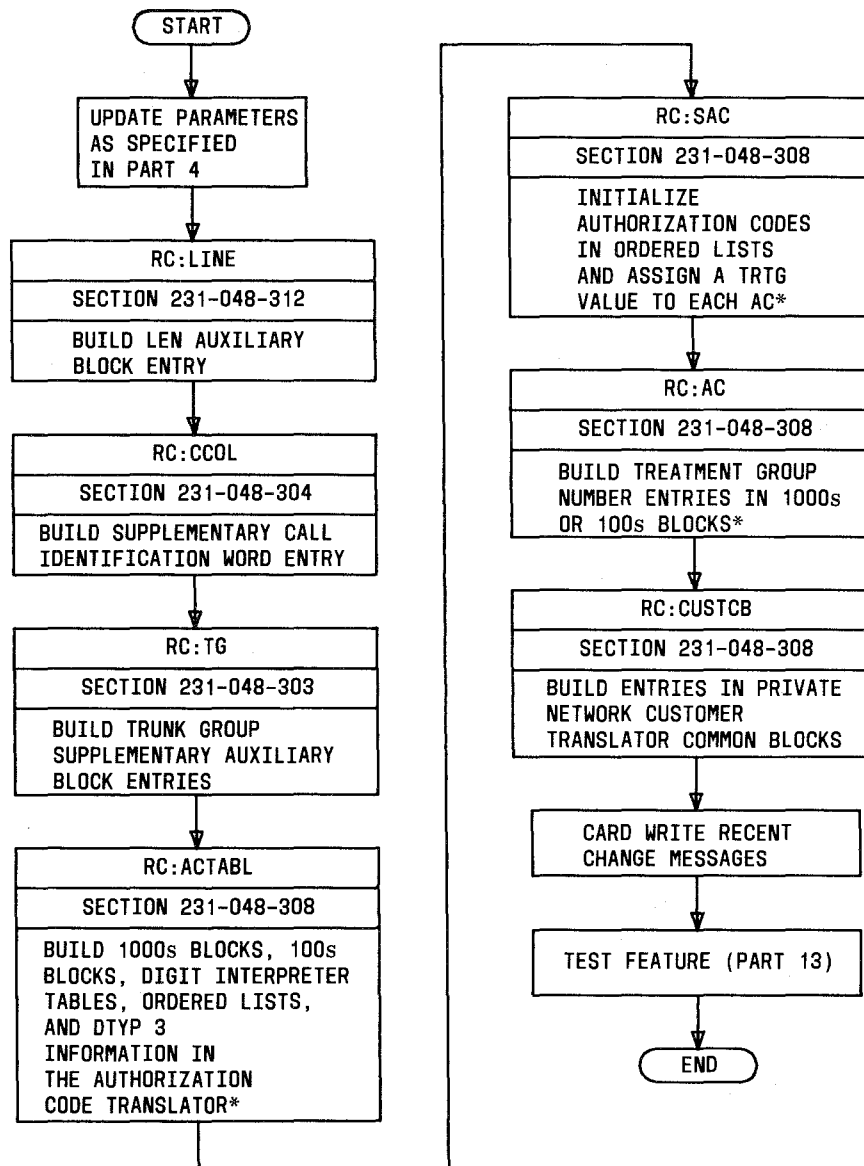 START
UPDATE PARAMETERS
AS SPECIFIED
IN PART 4
RC:LINE
SECTION 231-048-312
BUILD LEN AUXILIARY
BLOCK ENTRY
RC:CCOL
SECTION 231-048-304
BUILD SUPPLEMENTARY CALL
IDENTIFICATION WORD ENTRY
RC:TG
SECTION 231-048-303
BUILD TRUNK GROUP
SUPPLEMENTARY AUXILIARY
BLOCK ENTRIES
RC:ACTABL
SECTION 231-048-308
BUILD 1000s BLOCKS, 100s
BLOCKS, DIGIT INTERPRETER
TABLES, ORDERED LISTS,
AND DTYP 3
INFORMATION IN
THE AUTHORIZATION
CODE TRANSLATOR*
RC:SAC
SECTION 231-048-308
INITIALIZE
AUTHORIZATION CODES
IN ORDERED LISTS
AND ASSIGN A TRTG
VALUE TO EACH AC*
RC:AC
SECTION 231-048-308
BUILD TREATMENT GROUP
NUMBER ENTRIES IN 1000s
OR 100s BLOCKS*
RC:CUSTCB
SECTION 231-048-308
BUILD ENTRIES IN PRIVATE
NETWORK CUSTOMER
TRANSLATOR COMMON BLOCKS
CARD WRITE RECENT
CHANGE MESSAGES
TEST FEATURE (PART 13)
END